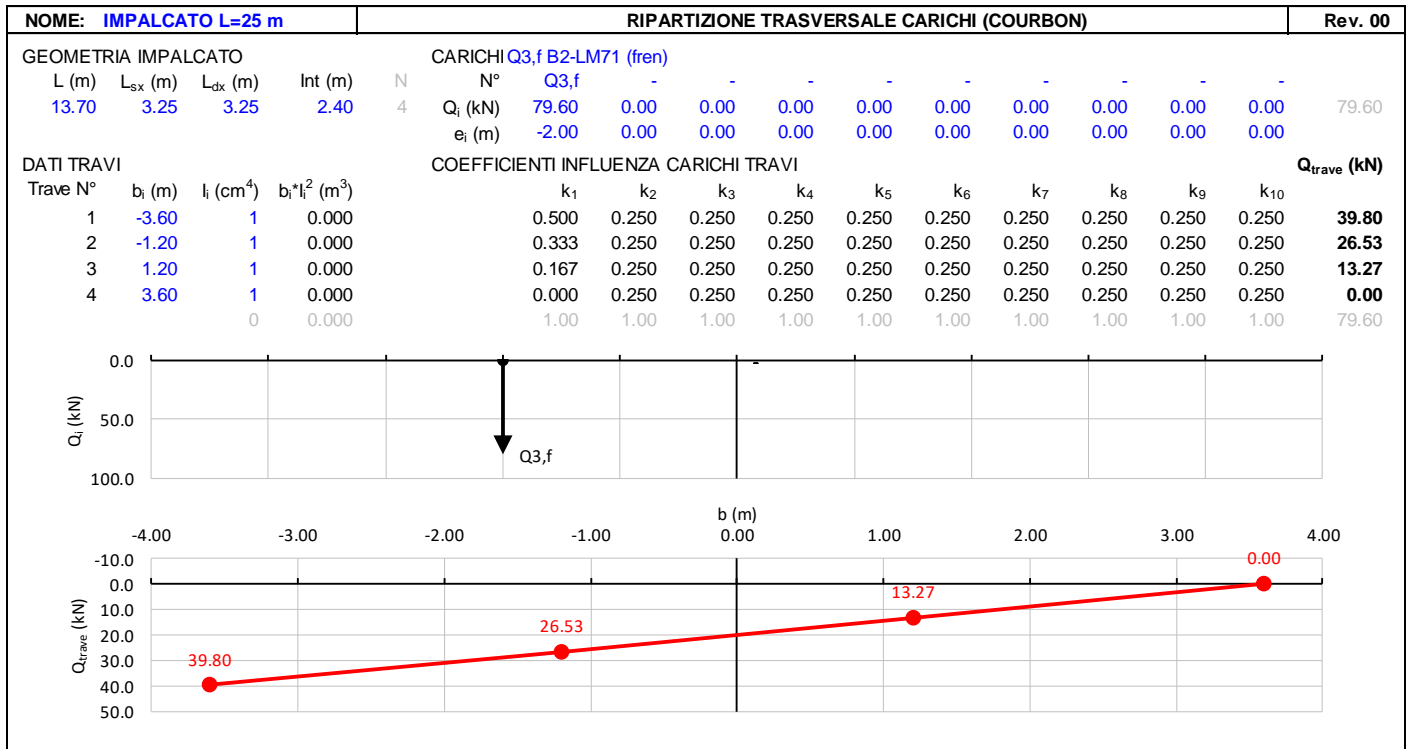 NOME: IMPALCATO L=25 m RIPARTIZIONE TRASVERSALE CARICHI (COURBON) Rev. 00
GEOMETRIA IMPALCATO CARICHI Q3,f B2-LM71 (fren)
L (m) Lsx (m) Ldx (m) Int (m) N N° Q3,f - - - - - - - - -
13.70 3.25 3.25 2.40 4 Qi (kN) 79.60 0.00 0.00 0.00 0.00 0.00 0.00 0.00 0.00 0.00 79.60
ei (m) -2.00 0.00 0.00 0.00 0.00 0.00 0.00 0.00 0.00 0.00
DATI TRAVI COEFFICIENTI INFLUENZA CARICHI TRAVI Qtrave (kN)
Trave N° bi (m) Ii (cm4) bi*Ii2 (m3) k1 k2 k3 k4 k5 k6 k7 k8 k9 k10
1 -3.60 1 0.000 0.500 0.250 0.250 0.250 0.250 0.250 0.250 0.250 0.250 0.250 39.80
2 -1.20 1 0.000 0.333 0.250 0.250 0.250 0.250 0.250 0.250 0.250 0.250 0.250 26.53
3 1.20 1 0.000 0.167 0.250 0.250 0.250 0.250 0.250 0.250 0.250 0.250 0.250 13.27
4 3.60 1 0.000 0.000 0.250 0.250 0.250 0.250 0.250 0.250 0.250 0.250 0.250 0.00
0 0.000 1.00 1.00 1.00 1.00 1.00 1.00 1.00 1.00 1.00 1.00 79.60
0.0
50.0
100.0
Qi (kN)
Q3,f
b (m)
-4.00 -3.00 -2.00 -1.00 0.00 1.00 2.00 3.00 4.00
-10.0
0.0
10.0
20.0
30.0
40.0
50.0
Qtrave (kN)
39.80
26.53
13.27
0.00